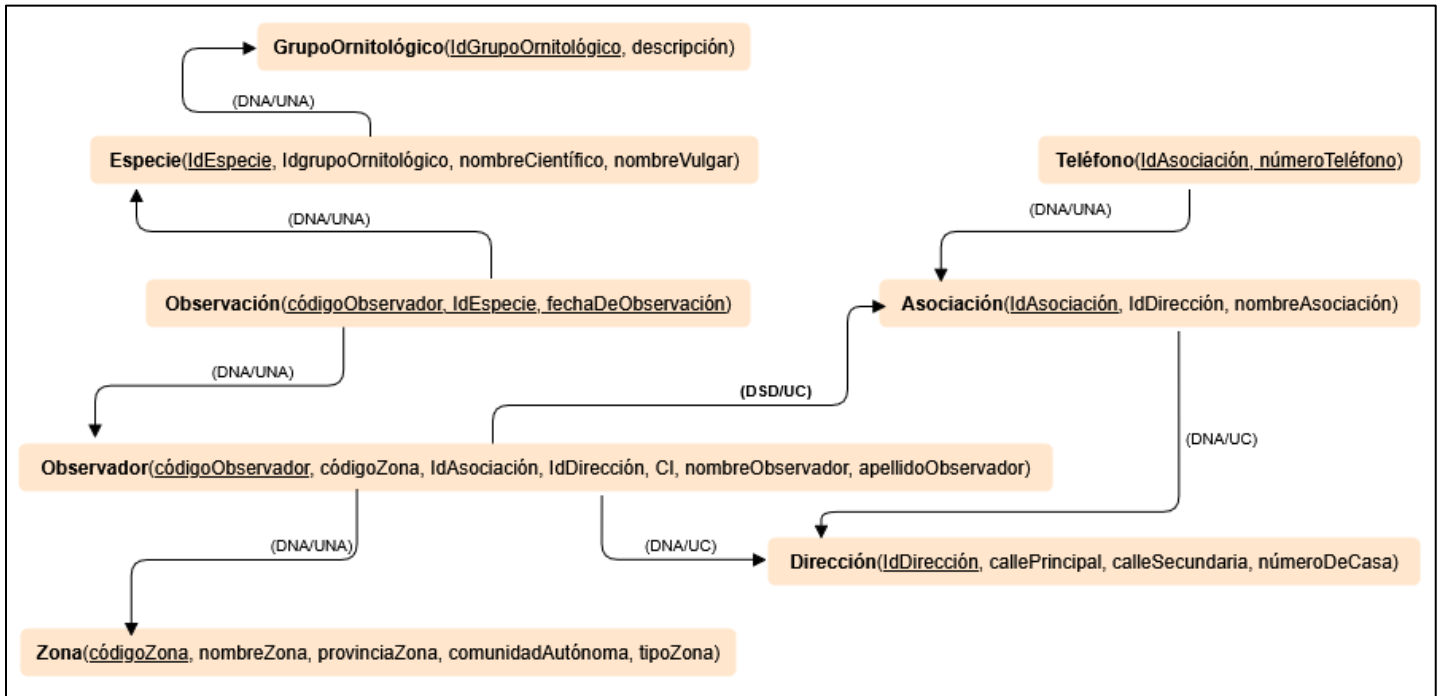 GrupoOrnitológico(IdGrupoOrnitológico, descripción)
(DNA/UNA)
Especie(IdEspecie, IdgrupoOrnitológico, nombreCientífico, nombreVulgar)
Teléfono(IdAsociación, númeroTeléfono)
(DNA/UNA)
(DNA/UNA)
Observación(códigoObservador, IdEspecie, fechaDeObservación)
Asociación(IdAsociación, IdDirección, nombreAsociación)
(DNA/UNA)
(DSD/UC)
(DNA/UC)
Observador(códigoObservador, códigoZona, IdAsociación, IdDirección, CI, nombreObservador, apellidoObservador)
(DNA/UNA)
(DNA/UC)
Dirección(IdDirección, callePrincipal, calleSecundaria, númeroDeCasa)
Zona(códigoZona, nombreZona, provinciaZona, comunidadAutónoma, tipoZona)